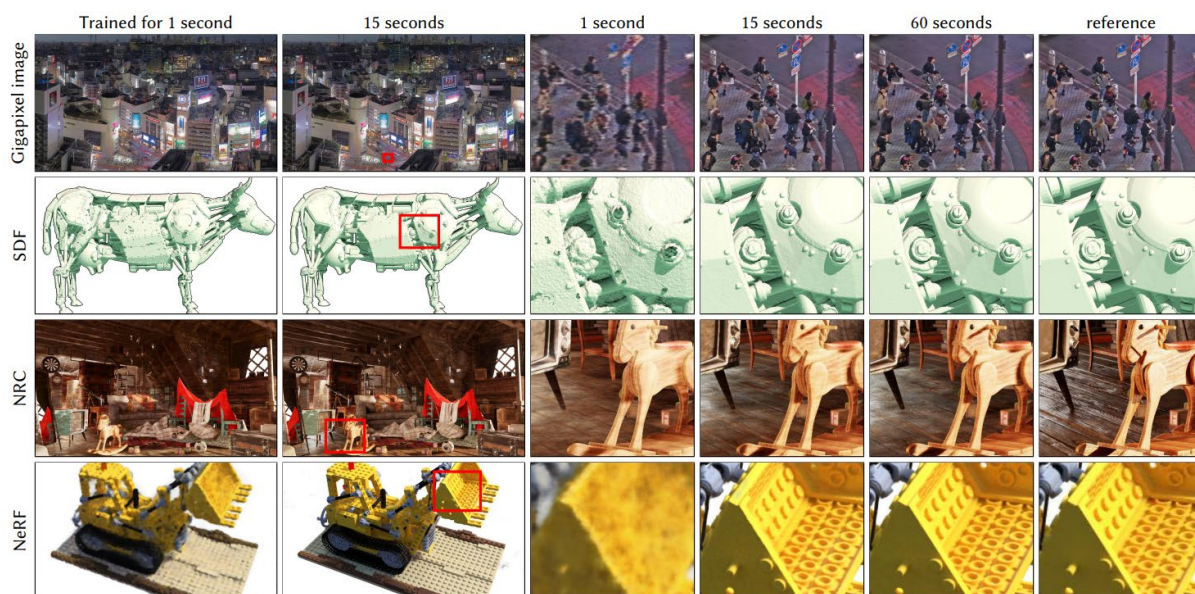 Trained for 1 second 15 seconds 1 second 15 seconds 60 seconds reference
Gigapixel image
SDF
NRC
NeRF